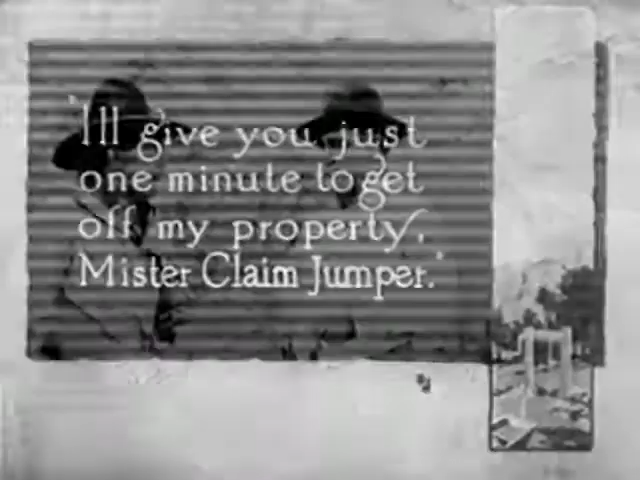 "I'll give you just
one minute to get
off my property,
Mister Claim Jumper."